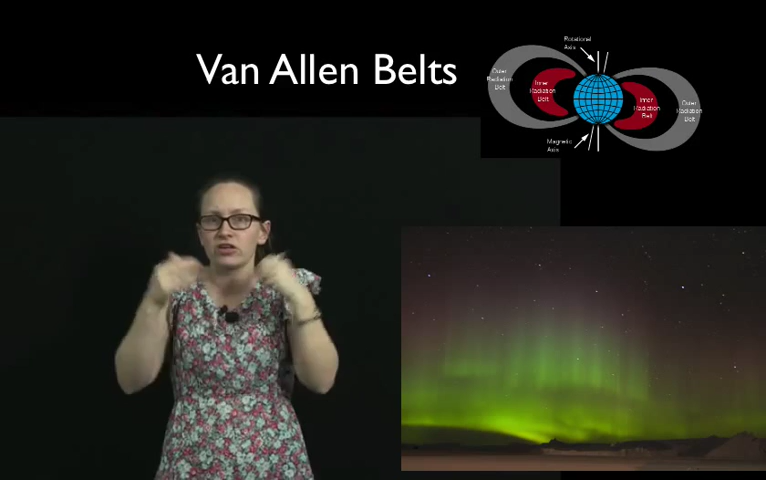 Van Allen Belts
Rotational
Axis
Outer
Radiation
Belt
Inner
Radiation
Belt
Inner
Radiation
Belt
Outer
Radiation
Belt
Magnetic
Axis